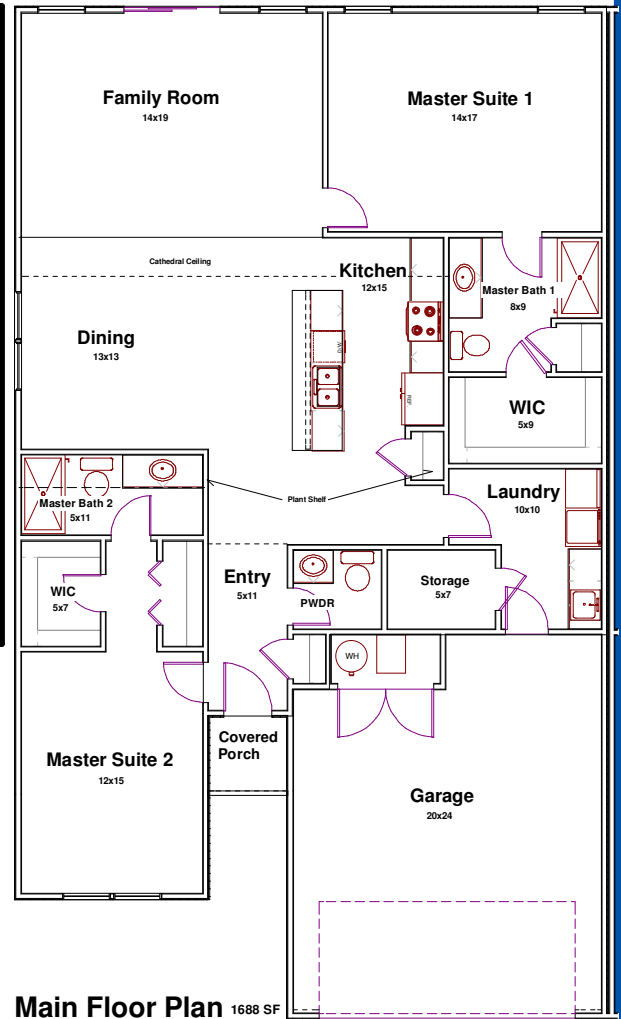 Family Room
14x19
Master Suite 1
14x17
Cathedral Ceiling
Kitchen
12x15
Master Bath 1
8x9
Dining
13x13
D/W
REF
WIC
5x9
Plant Shelf
Laundry
10x10
Master Bath 2
5x11
WIC
5x7
Entry
5x11
PWDR
Storage
5x7
WH
Covered
Porch
Master Suite 2
12x15
Garage
20x24
Main Floor Plan 1688 SF